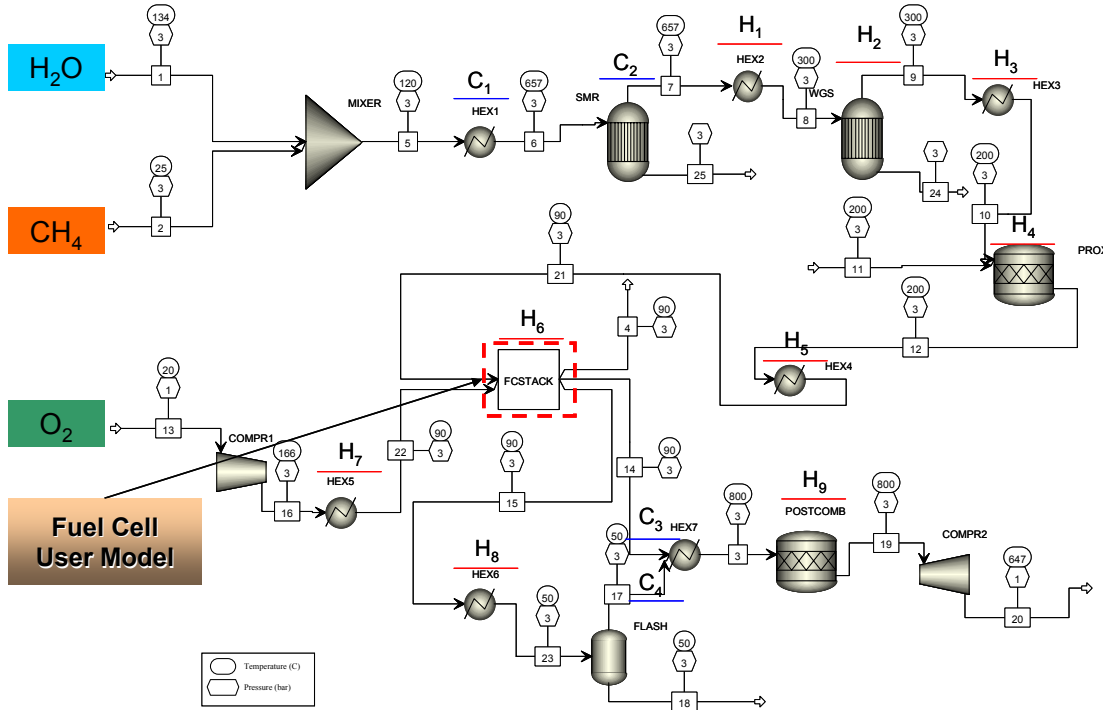 134
3
1
H₂O
25
3
2
CH₄
MIXER
120
3
5
C₁
HEX1
657
3
6
C₂
SMR
657
3
7
3
25
H₁
HEX2
300
3
8
WGS
H₂
300
3
9
H₃
HEX3
3
24
200
3
10
200
3
11
H₄
PROX
200
3
12
90
3
21
H₅
HEX4
4
90
3
H₆
FCSTACK
O₂
20
1
13
COMPR1
166
3
16
H₇
HEX5
22
90
3
90
3
15
14
90
3
Fuel Cell
User Model
H₈
HEX6
50
3
23
50
3
17
C₃
HEX7
C₄
FLASH
50
3
18
800
3
3
H₉
POSTCOMB
800
3
19
COMPR2
647
1
20
Temperature (C)
Pressure (bar)